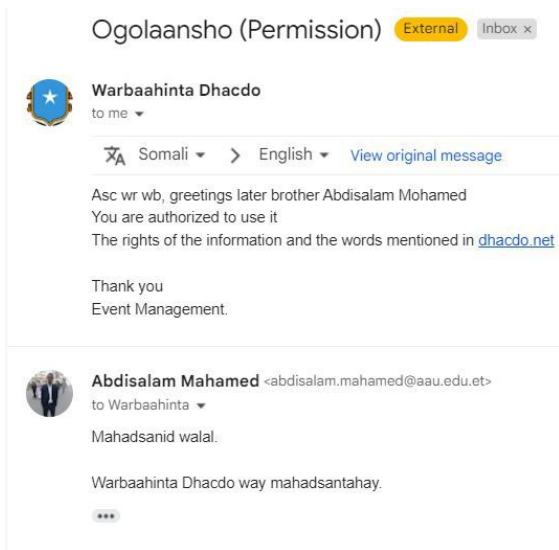 Ogolaansho (Permission) External Inbox ×
Warbaahinta Dhacdo
to me
Somali > English View original message
Asc wr wb, greetings later brother Abdisalam Mohamed
You are authorized to use it
The rights of the information and the words mentioned in dhacdo.net
Thank you
Event Management.
Abdisalam Mahamed <abdisalam.mahamed@aau.edu.et>
to Warbaahinta
Mahadsanid walal.
Warbaahinta Dhacdo way mahadsantahay.